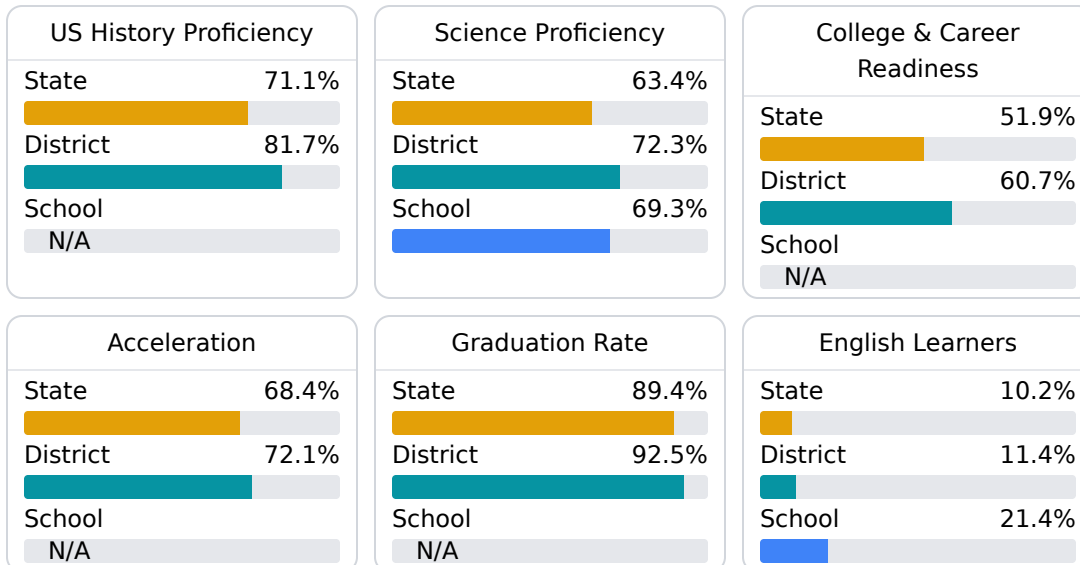 US History Proficiency
State 71.1%
District 81.7%
School
N/A
Science Proficiency
State 63.4%
District 72.3%
School 69.3%
College & Career
Readiness
State 51.9%
District 60.7%
School
N/A
Acceleration
State 68.4%
District 72.1%
School
N/A
Graduation Rate
State 89.4%
District 92.5%
School
N/A
English Learners
State 10.2%
District 11.4%
School 21.4%